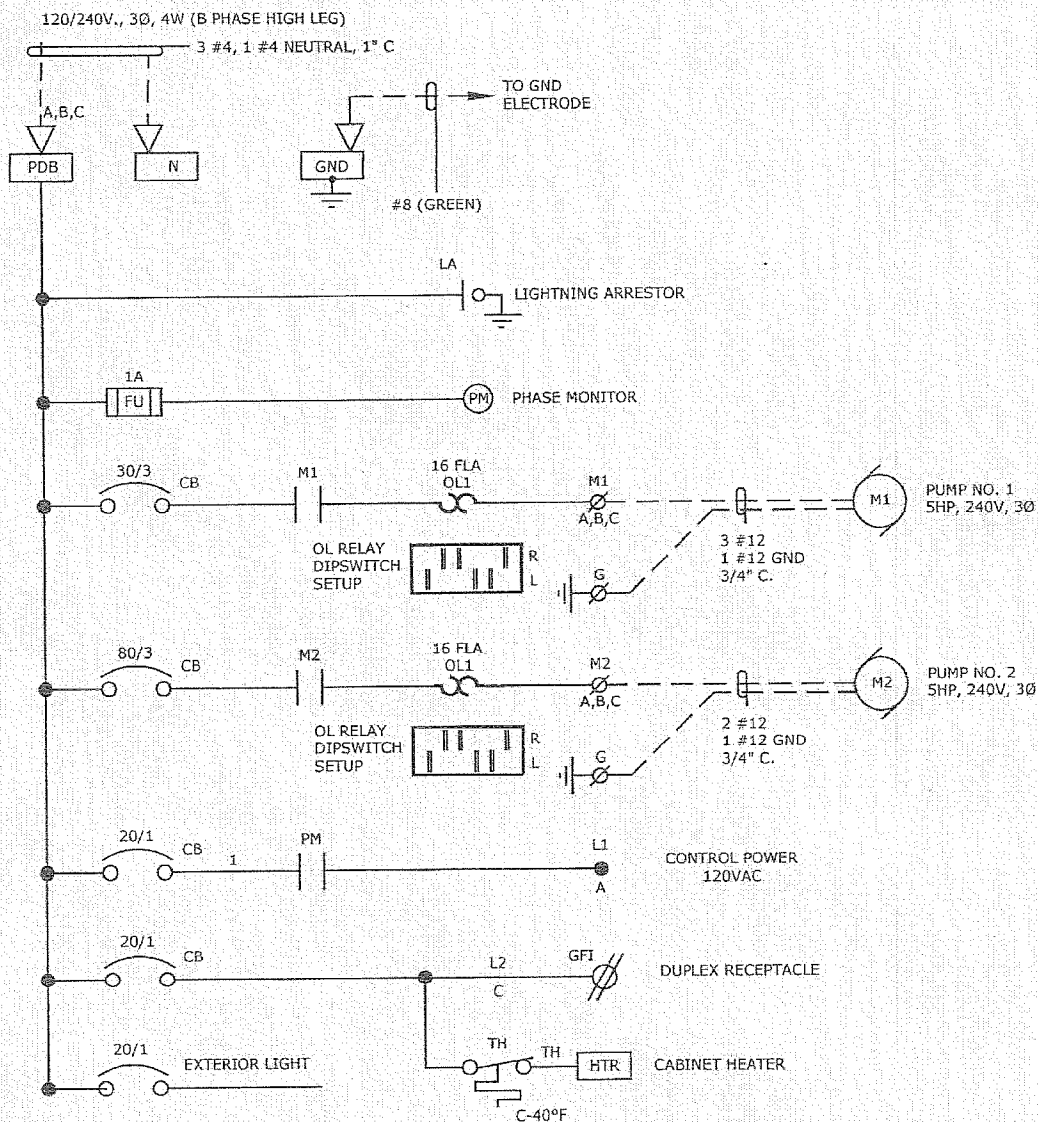 120/240V., 3Ø, 4W (B PHASE HIGH LEG)
3 #4, 1 #4 NEUTRAL, 1" C
A,B,C
PDB
N
GND
TO GND
ELECTRODE
#8 (GREEN)
LA
LIGHTNING ARRESTOR
1A
FU
PM
PHASE MONITOR
30/3
CB
M1
16 FLA
OL1
M1
A,B,C
M1
PUMP NO. 1
5HP, 240V, 3Ø
3 #12
1 #12 GND
3/4" C.
OL RELAY
DIPSWITCH
SETUP
R
L
G
80/3
CB
M2
16 FLA
OL1
M2
A,B,C
M2
PUMP NO. 2
5HP, 240V, 3Ø
2 #12
1 #12 GND
3/4" C.
OL RELAY
DIPSWITCH
SETUP
R
L
G
20/1
CB
1
PM
L1
A
CONTROL POWER
120VAC
20/1
CB
L2
C
GFI
DUPLEX RECEPTACLE
20/1
EXTERIOR LIGHT
TH
TH
HTR
CABINET HEATER
C-40°F